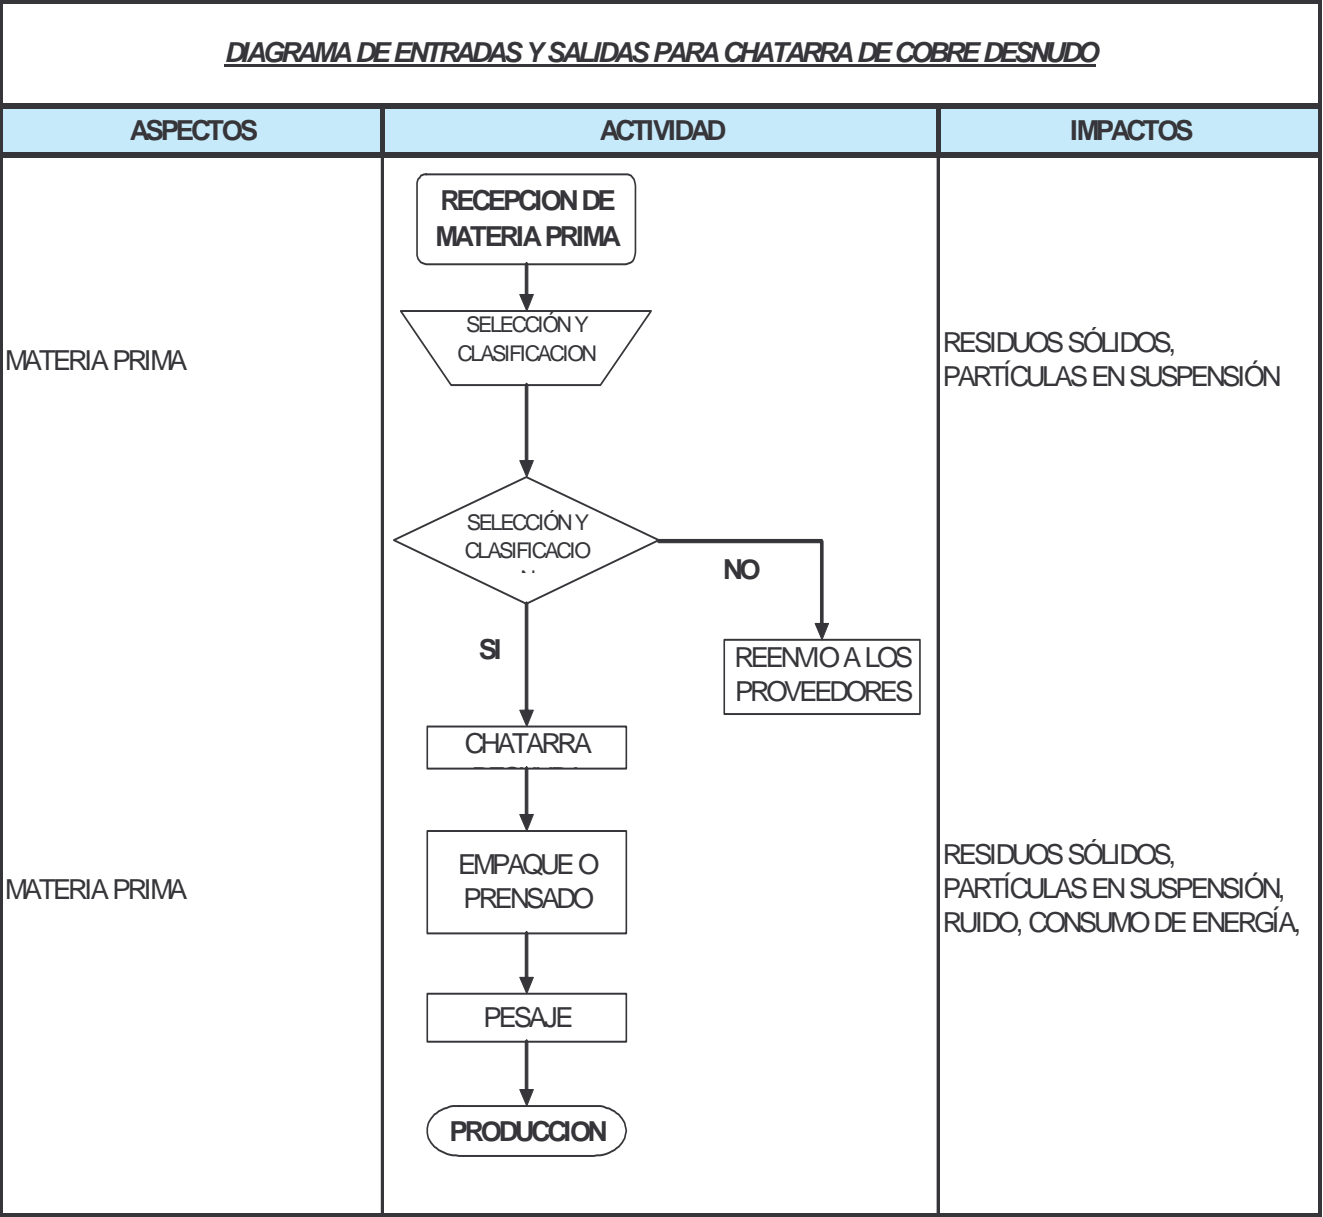 DIAGRAMA DE ENTRADAS Y SALIDAS PARA CHATARRA DE COBRE DESNUDO
ASPECTOS
ACTIVIDAD
IMPACTOS
RECEPCION DE
MATERIA PRIMA
SELECCIÓN Y
CLASIFICACION
MATERIA PRIMA
RESIDUOS SÓLIDOS,
PARTÍCULAS EN SUSPENSIÓN
SELECCIÓN Y
CLASIFICACIO
NO
SI
REENVIO A LOS
PROVEEDORES
CHATARRA
EMPAQUE O
PRENSADO
MATERIA PRIMA
RESIDUOS SÓLIDOS,
PARTÍCULAS EN SUSPENSIÓN,
RUIDO, CONSUMO DE ENERGÍA,
PESAJE
PRODUCCION